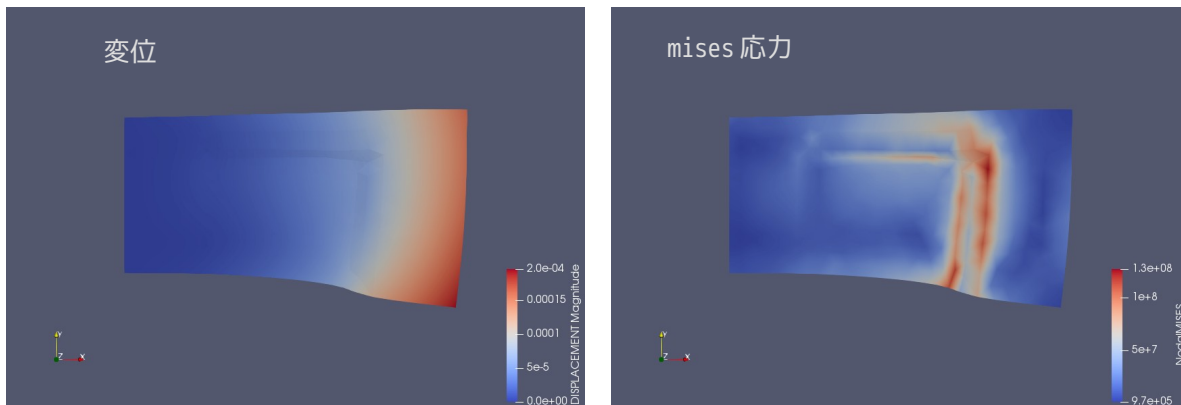 変位
2.0e-04
0.00015
0.0001
5e-5
0.0e+00
DISPLACEMENT Magnitude
Y
Z
X
mises 応力
1.3e+08
1e+8
5e+7
9.7e+05
NodalMISES
Y
Z
X